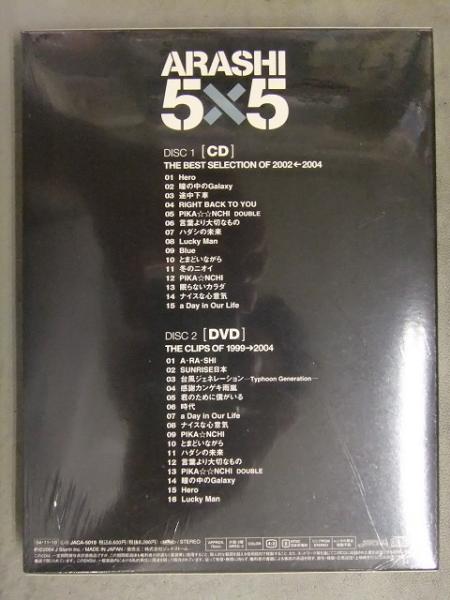 ARASHI
5×5
DISC 1 [CD]
THE BEST SELECTION OF 2002←2004
01 Hero
02 瞳の中のGalaxy
03 途中下車
04 RIGHT BACK TO YOU
05 PIKA☆☆NCHI DOUBLE
06 言葉より大切なもの
07 ハダシの未来
08 Lucky Man
09 Blue
10 とまどいながら
11 冬のニオイ
12 PIKA☆NCHI
13 眠らないカラダ
14 ナイスな心意気
15 a Day in Our Life
DISC 2 [DVD]
THE CLIPS OF 1999→2004
01 A・RA・SHI
02 SUNRISE日本
03 台風ジェネレーション—Typhoon Generation—
04 感謝カンゲキ雨嵐
05 君のために僕がいる
06 時代
07 a Day in Our Life
08 ナイスな心意気
09 PIKA☆NCHI
10 とまどいながら
11 ハダシの未来
12 言葉より大切なもの
13 PIKA☆☆NCHI DOUBLE
14 瞳の中のGalaxy
15 Hero
16 Lucky Man
STEREO
MADE IN JAPAN
COLOR